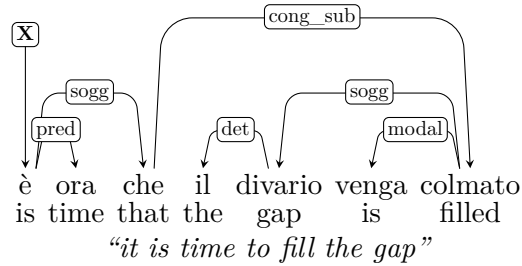 cong_sub
X
sogg sogg
pred det modal
è ora che il divario venga colmato
is time that the gap is filled
“it is time to fill the gap”